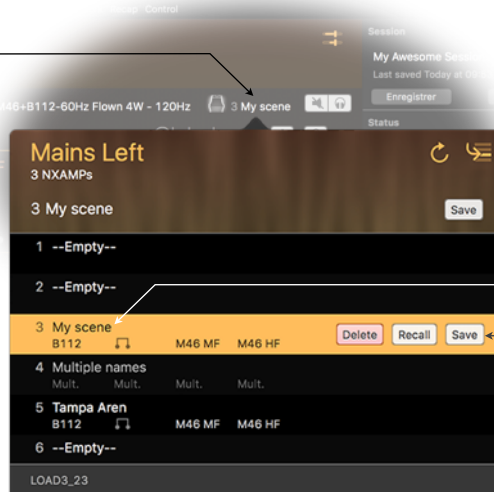 Control
Session
My Awesome
Last saved Today at
M46+B112-60Hz Flown 4W - 120Hz 3 My scene
Enregistrer
Status
Mains Left
3 NXAMPs
3 My scene Save
1 --Empty--
2 --Empty--
3 My scene
B112 M46 MF M46 HF Delete Recall Save
4 Multiple names
Mult. Mult. Mult. Mult.
5 Tampa Aren
B112 M46 MF M46 HF
6 --Empty--
LOAD3_23